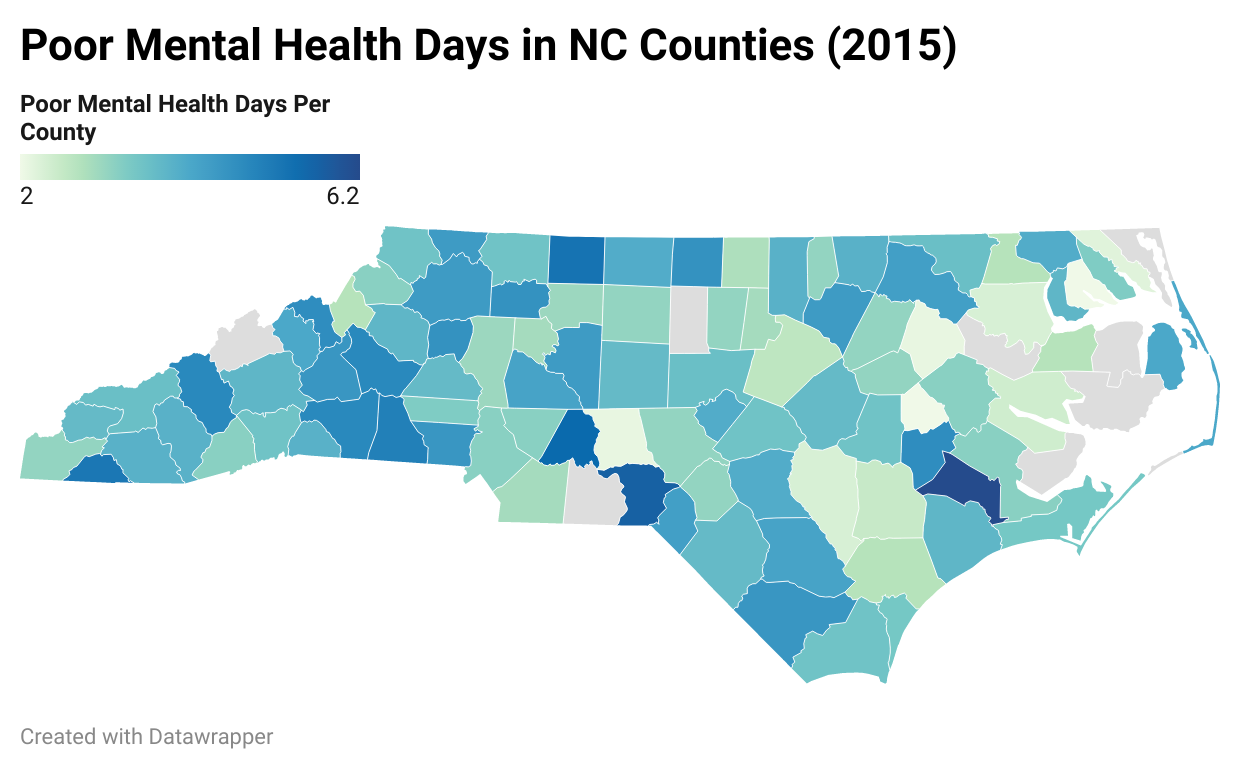 Poor Mental Health Days in NC Counties (2015)
Poor Mental Health Days Per
County
2 6.2
Created with Datawrapper